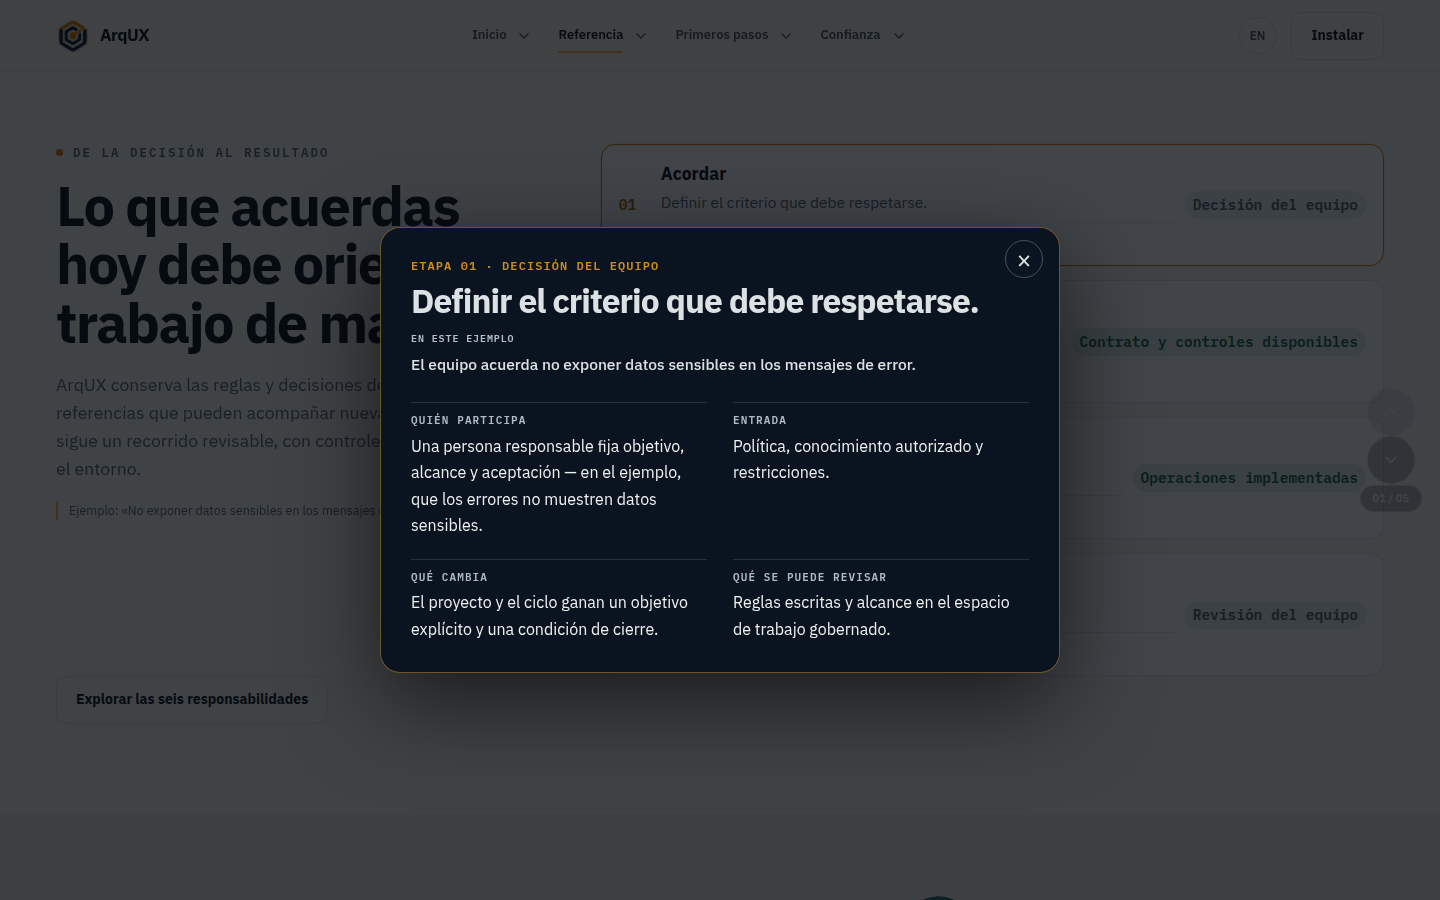 ArqUX
Inicio
Referencia
Primeros pasos
Confianza
EN
Instalar
DE LA DECISIÓN AL RESULTADO
Lo que acuerdas
hoy debe orie
trabajo de ma
ArqUX conserva las reglas y decisiones d
referencias que pueden acompañar nueva
sigue un recorrido revisable, con controle
el entorno.
Ejemplo: «No exponer datos sensibles en los mensajes
Explorar las seis responsabilidades
01
Acordar
Definir el criterio que debe respetarse.
Decisión del equipo
Contrato y controles disponibles
Operaciones implementadas
Revisión del equipo
01 / 05
ETAPA 01 · DECISIÓN DEL EQUIPO
Definir el criterio que debe respetarse.
EN ESTE EJEMPLO
El equipo acuerda no exponer datos sensibles en los mensajes de error.
QUIÉN PARTICIPA
Una persona responsable fija objetivo,
alcance y aceptación — en el ejemplo,
que los errores no muestren datos
sensibles.
ENTRADA
Política, conocimiento autorizado y
restricciones.
QUÉ CAMBIA
El proyecto y el ciclo ganan un objetivo
explícito y una condición de cierre.
QUÉ SE PUEDE REVISAR
Reglas escritas y alcance en el espacio
de trabajo gobernado.